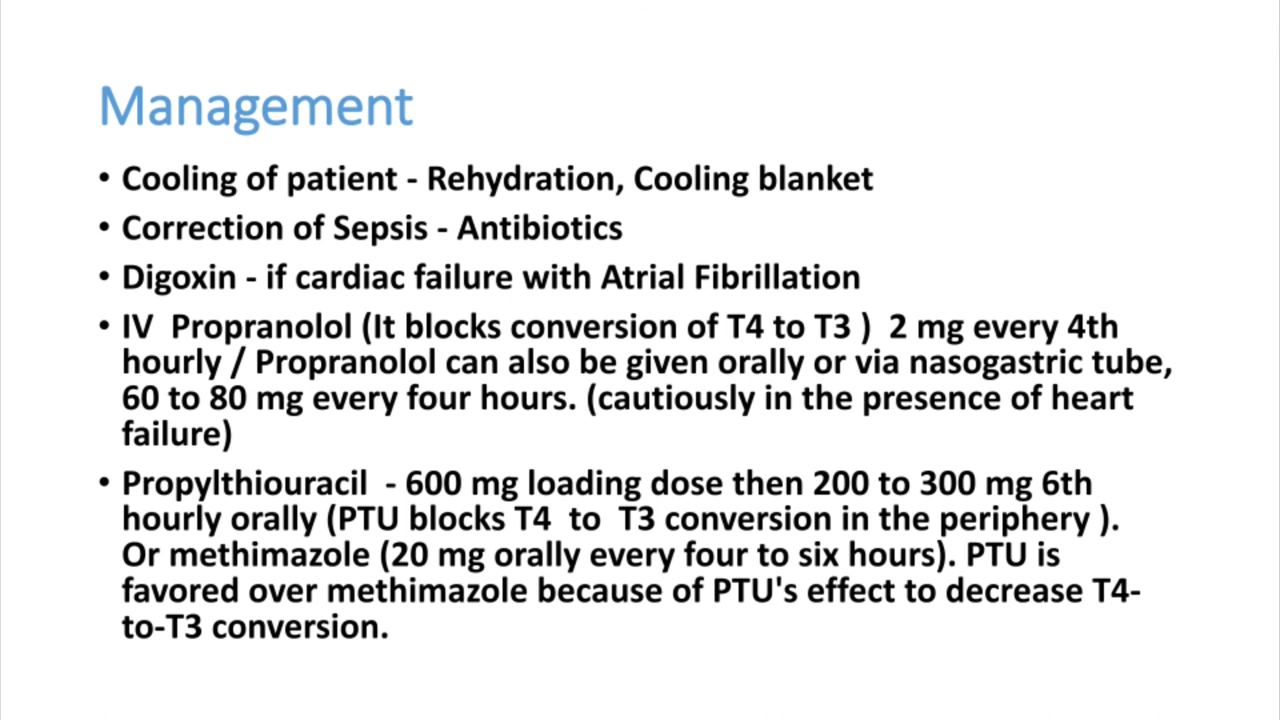 Management
• Cooling of patient - Rehydration, Cooling blanket
• Correction of Sepsis - Antibiotics
• Digoxin - if cardiac failure with Atrial Fibrillation
• IV  Propranolol (It blocks conversion of T4 to T3 )  2 mg every 4th
hourly / Propranolol can also be given orally or via nasogastric tube,
60 to 80 mg every four hours. (cautiously in the presence of heart
failure)
• Propylthiouracil  - 600 mg loading dose then 200 to 300 mg 6th
hourly orally (PTU blocks T4  to  T3 conversion in the periphery ).
Or methimazole (20 mg orally every four to six hours). PTU is
favored over methimazole because of PTU's effect to decrease T4-
to-T3 conversion.